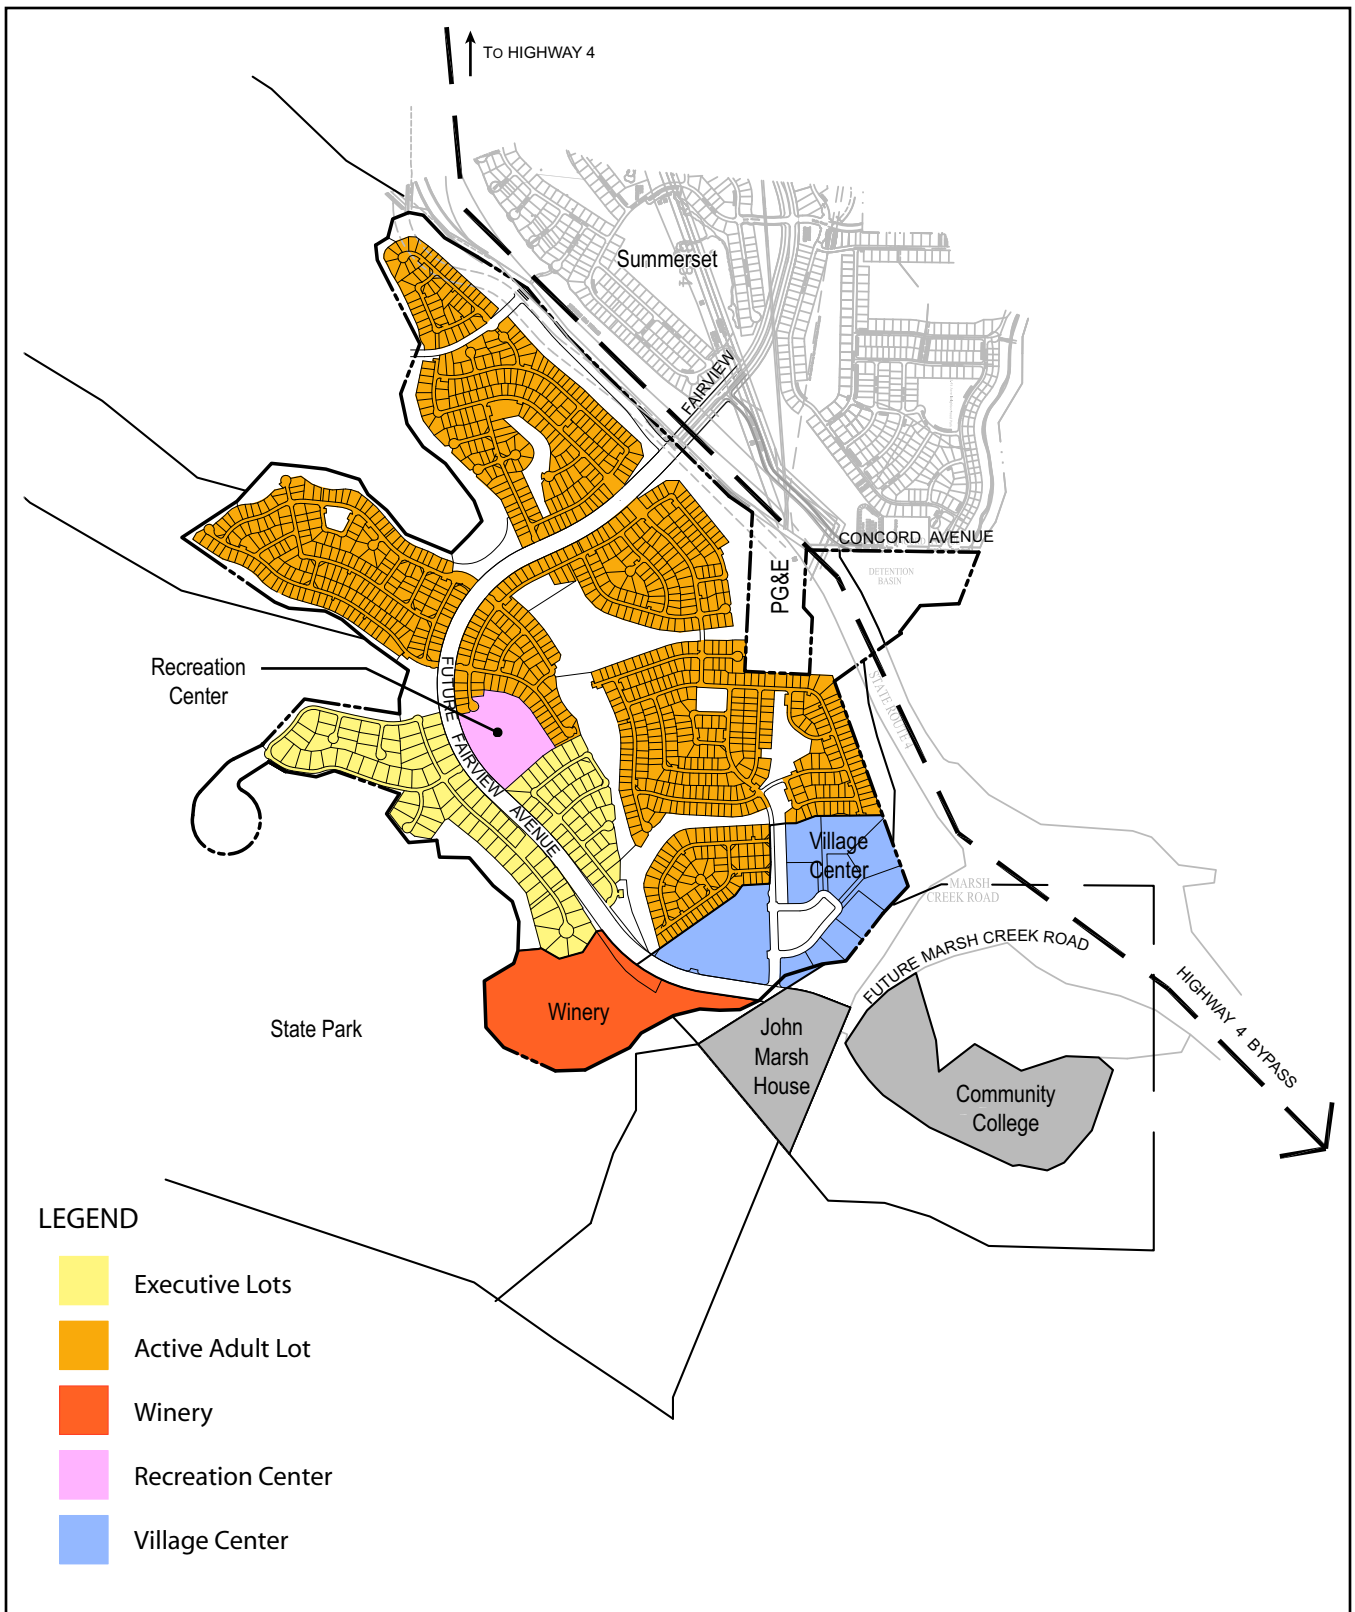 TO HIGHWAY 4
Summerset
FAIRVIEW
CONCORD AVENUE
DETENTION
BASIN
PG&E
STATE ROUTE 4
Recreation
Center
FUTURE FAIRVIEW AVENUE
Village
Center
MARSH
CREEK ROAD
FUTURE MARSH CREEK ROAD
HIGHWAY 4 BYPASS
Winery
State Park
John
Marsh
House
Community
College
LEGEND
Executive Lots
Active Adult Lot
Winery
Recreation Center
Village Center